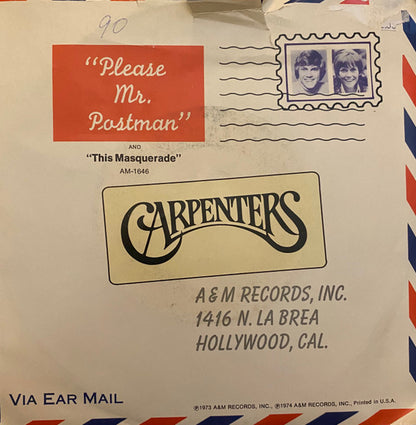 90
"Please
Mr.
Postman"
AND
"This Masquerade"
AM-1646
CARPENTERS
A&M RECORDS, INC.
1416 N. LA BREA
HOLLYWOOD, CAL.
VIA EAR MAIL
℗1973 A&M RECORDS, INC., ℗1974 A&M RECORDS, INC., Printed in U.S.A.